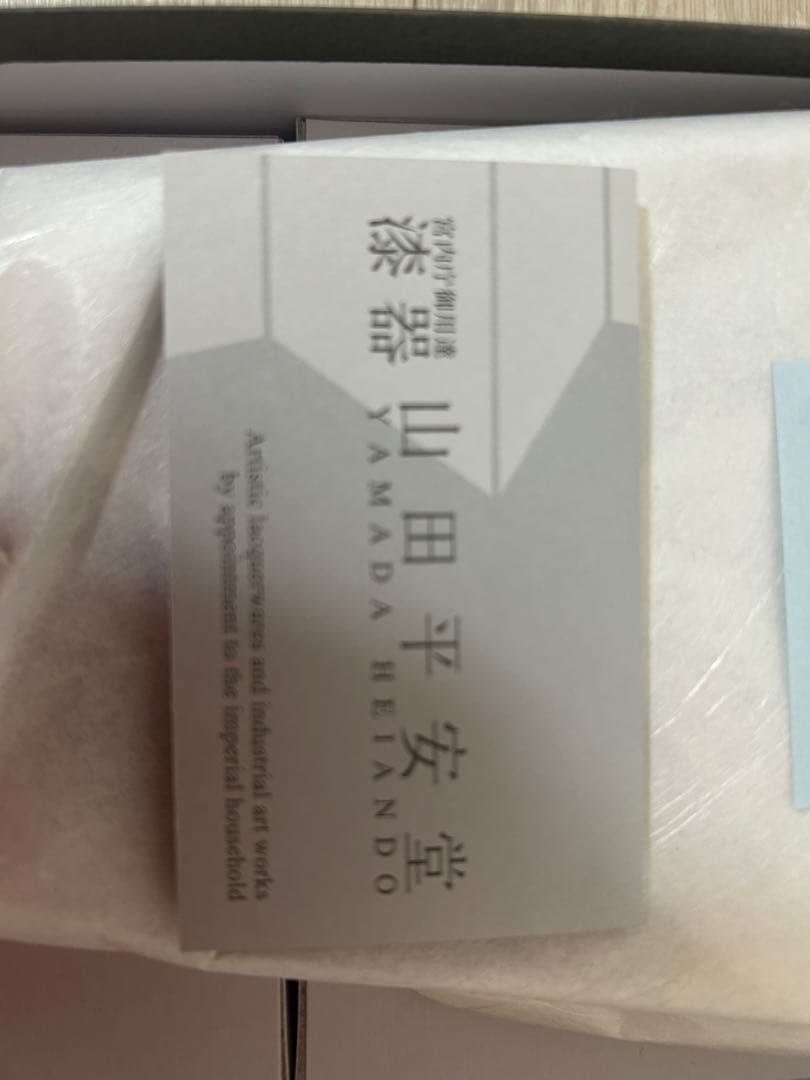 宮内庁御用達
漆器 山田平安堂
YAMADA HEIANDO
Artistic lacquerwares and industrial art works
by appointment to the imperial household